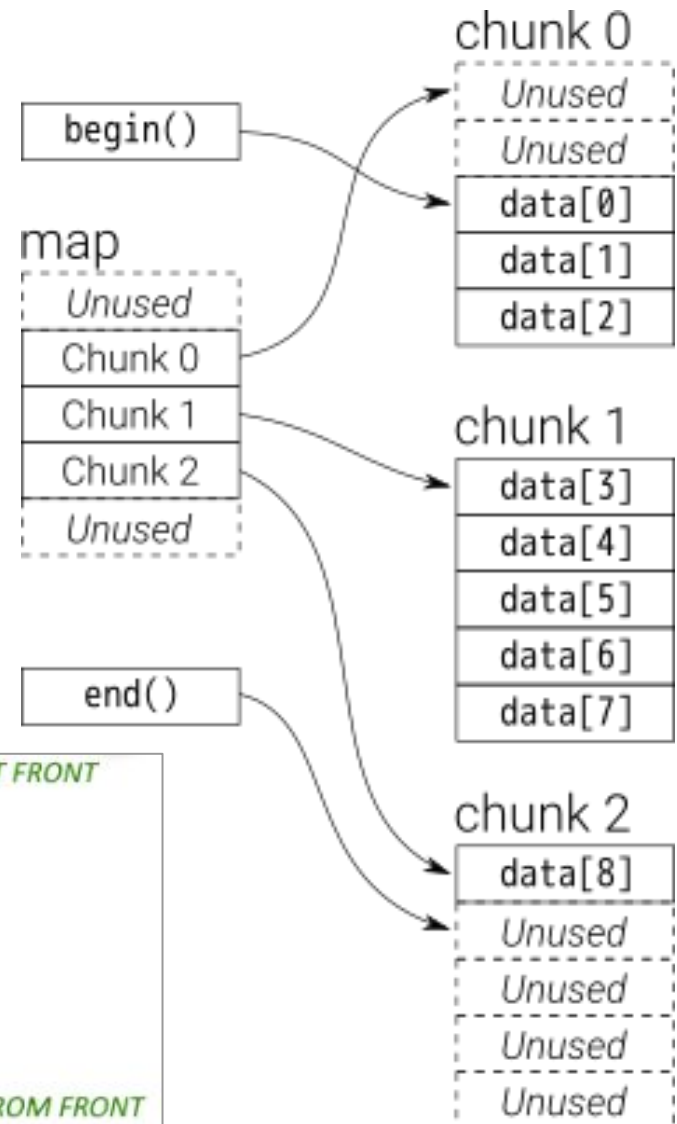 begin()
map
Unused
Chunk 0
Chunk 1
Chunk 2
Unused
end()
chunk 0
Unused
Unused
data[0]
data[1]
data[2]
chunk 1
data[3]
data[4]
data[5]
data[6]
data[7]
chunk 2
data[8]
Unused
Unused
Unused
Unused
FRONT
FRONT